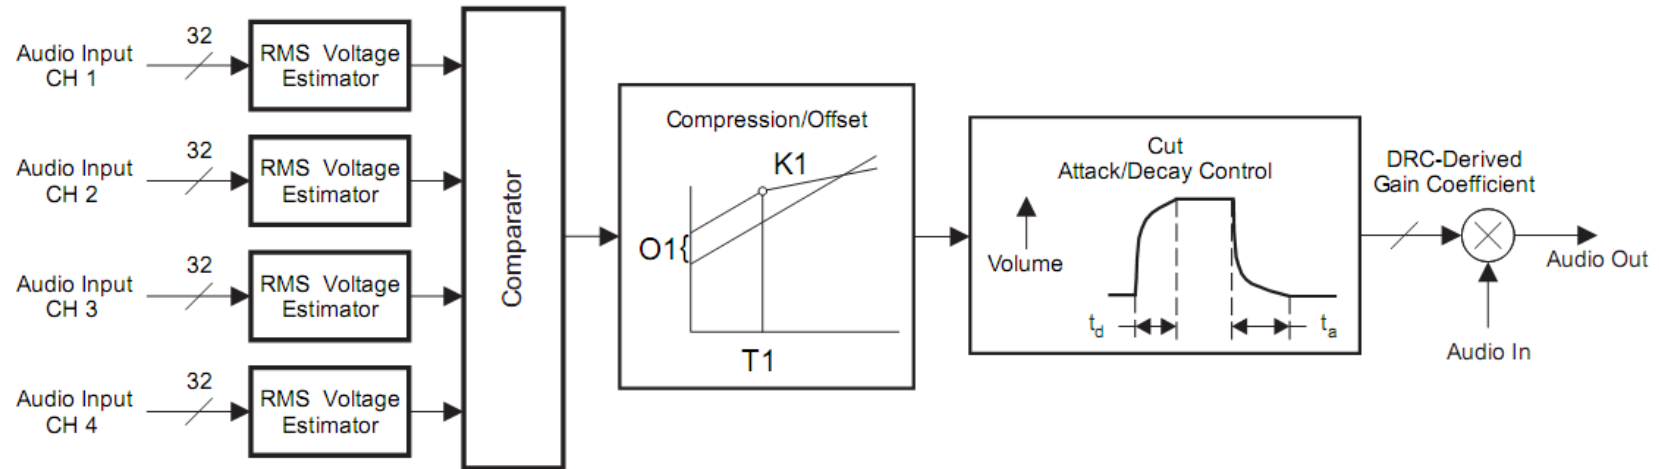 Audio Input
CH 1
32
RMS Voltage
Estimator
Audio Input
CH 2
32
RMS Voltage
Estimator
Audio Input
CH 3
32
RMS Voltage
Estimator
Audio Input
CH 4
32
RMS Voltage
Estimator
Comparator
Compression/Offset
K1
O1{
T1
Cut
Attack/Decay Control
Volume
td
ta
DRC-Derived
Gain Coefficient
Audio Out
Audio In